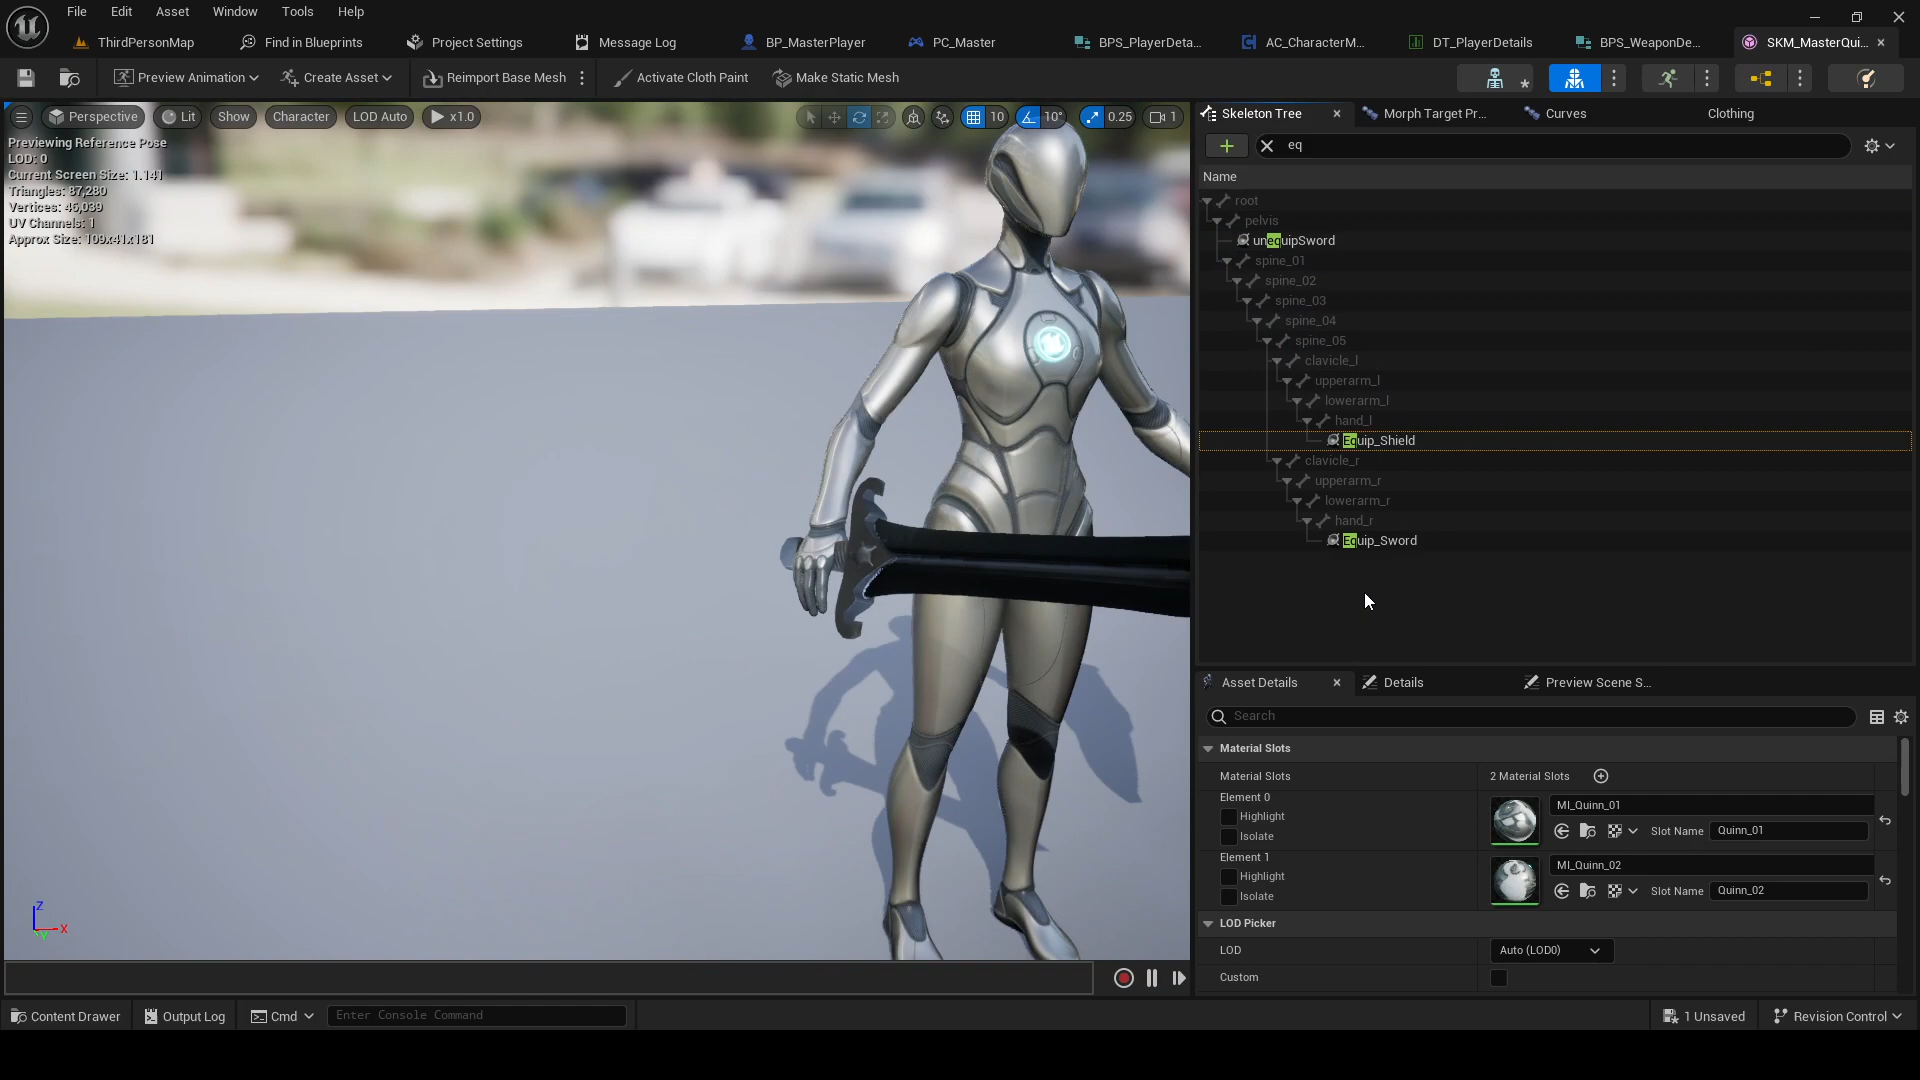 File Edit Asset Window Tools Help
ThirdPersonMap Find in Blueprints Project Settings Message Log BP_MasterPlayer PC_Master BPS_PlayerDeta... AC_CharacterM... DT_PlayerDetails BPS_WeaponDe... SKM_MasterQui...
Preview Animation Create Asset Reimport Base Mesh Activate Cloth Paint Make Static Mesh
Perspective Lit Show Character LOD Auto x1.0 10 10° 0.25 1
Previewing Reference Pose
LOD: 0
Current Screen Size: 1.141
Triangles: 87,280
Vertices: 46,039
UV Channels: 1
Approx Size: 109x41x181
Z
X
Y
Skeleton Tree Morph Target Pr... Curves Clothing
eq
Name
root
pelvis
unequipSword
spine_01
spine_02
spine_03
spine_04
spine_05
clavicle_l
upperarm_l
lowerarm_l
hand_l
Equip_Shield
clavicle_r
upperarm_r
lowerarm_r
hand_r
Equip_Sword
Asset Details Details Preview Scene S...
Search
Material Slots
Material Slots 2 Material Slots
Element 0
Highlight
Isolate
MI_Quinn_01
Slot Name Quinn_01
Element 1
Highlight
Isolate
MI_Quinn_02
Slot Name Quinn_02
LOD Picker
LOD Auto (LOD0)
Custom
Content Drawer Output Log Cmd Enter Console Command 1 Unsaved Revision Control